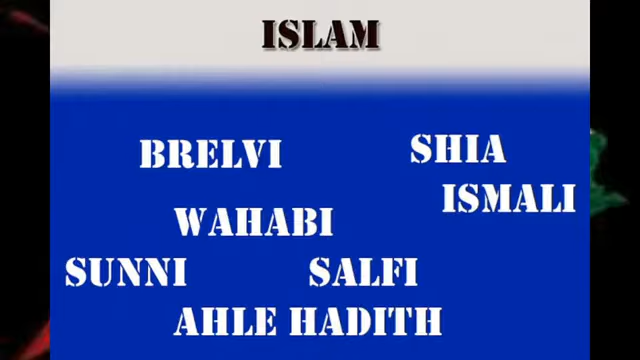 ISLAM
BRELVI
SHIA
ISMALI
WAHABI
SUNNI
SALFI
AHLE HADITH